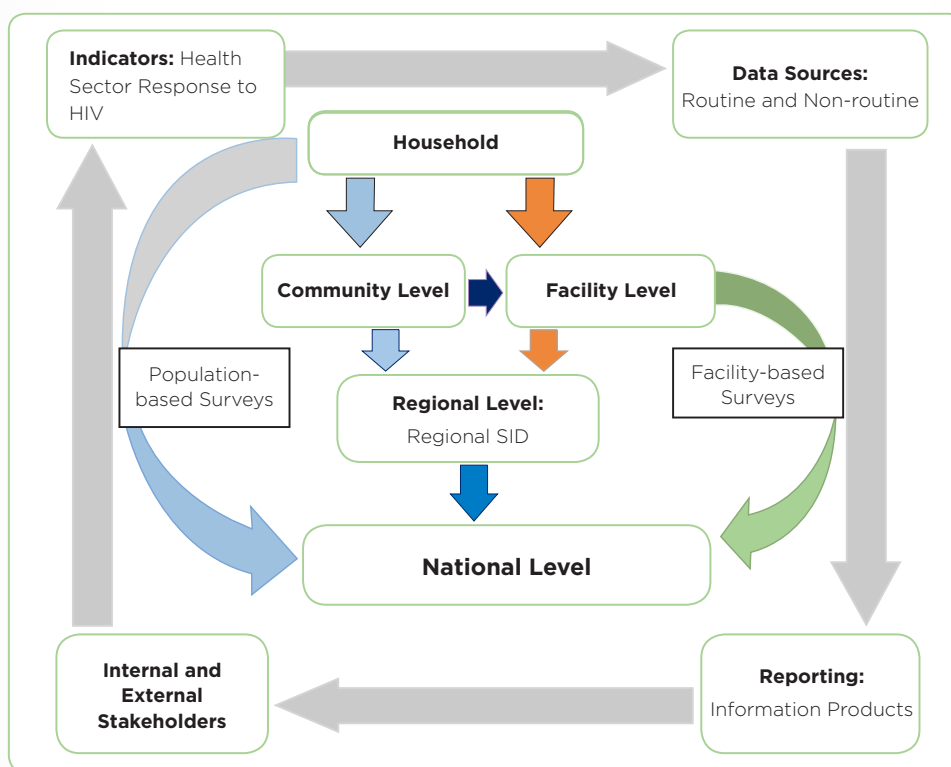 Indicators: Health
Sector Response to
HIV
Data Sources:
Routine and Non-routine
Household
Community Level
Facility Level
Population-
based Surveys
Facility-based
Surveys
Regional Level:
Regional SID
National Level
Internal and
External
Stakeholders
Reporting:
Information Products